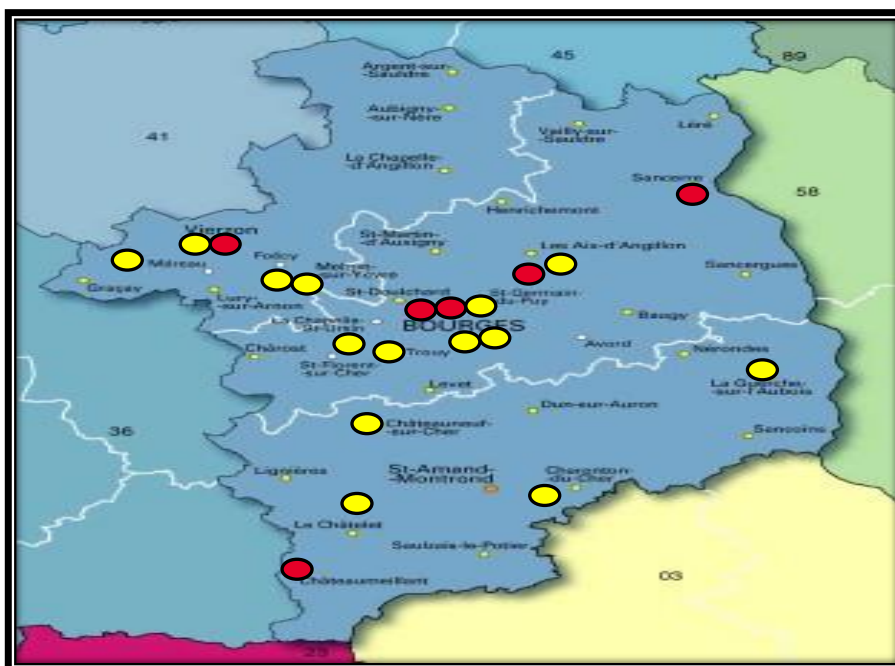 45
89
Argent-sur-
-Sauldre
Aubigny-
-sur-Nère
Vailly-sur-
-Sauldre
Léré
41
La Chapelle-
-d'Angillon
Sancerre
58
Henrichemont
Vierzon
St-Martin-
-d'Auxigny
Les Aix-d'Angillon
Méreau
Foëcy
Mehun-
-sur-Yèvre
Sancergues
Graçay
Lury-
-sur-Arnon
St-Doulchard
St-Germain-
-du-Puy
La Chapelle-
-St-Ursin
BOURGES
Baugy
Avord
Chârost
St-Florent-
-sur-Cher
Trouy
Nérondes
Levet
La Guerche-
-sur-l'Aubois
36
Châteauneuf-
-sur-Cher
Dun-sur-Auron
Sancoins
Lignières
St-Amand-
-Montrond
Charenton-
-du-Cher
Le Châtelet
Saulzais-le-Potier
Châteaumeillant
03
23